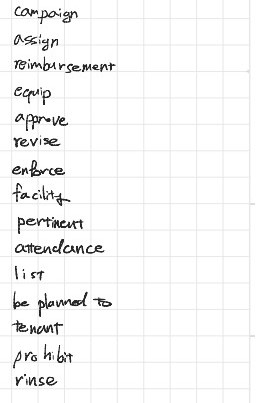 campaign
assign
reimbursement
equip
approve
revise
enforce
facility
pertinent
attendance
list
be planned to
tenant
prohibit
rinse